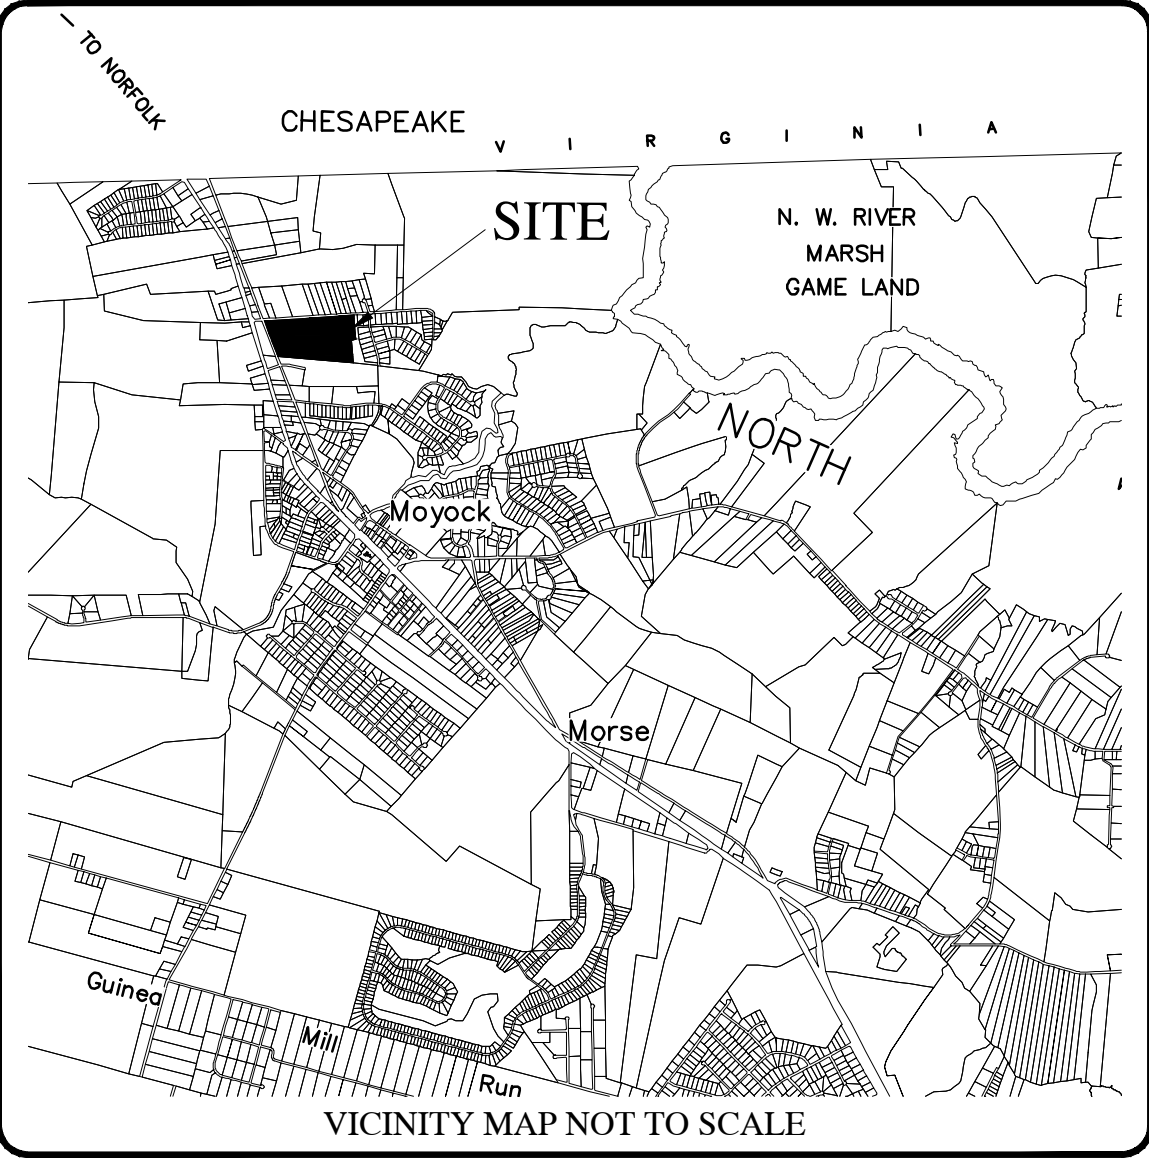 TO NORFOLK
CHESAPEAKE
V I R G I N I A
SITE
N. W. RIVER
MARSH
GAME LAND
NORTH
Moyock
Morse
Guinea
Mill
Run
VICINITY MAP NOT TO SCALE